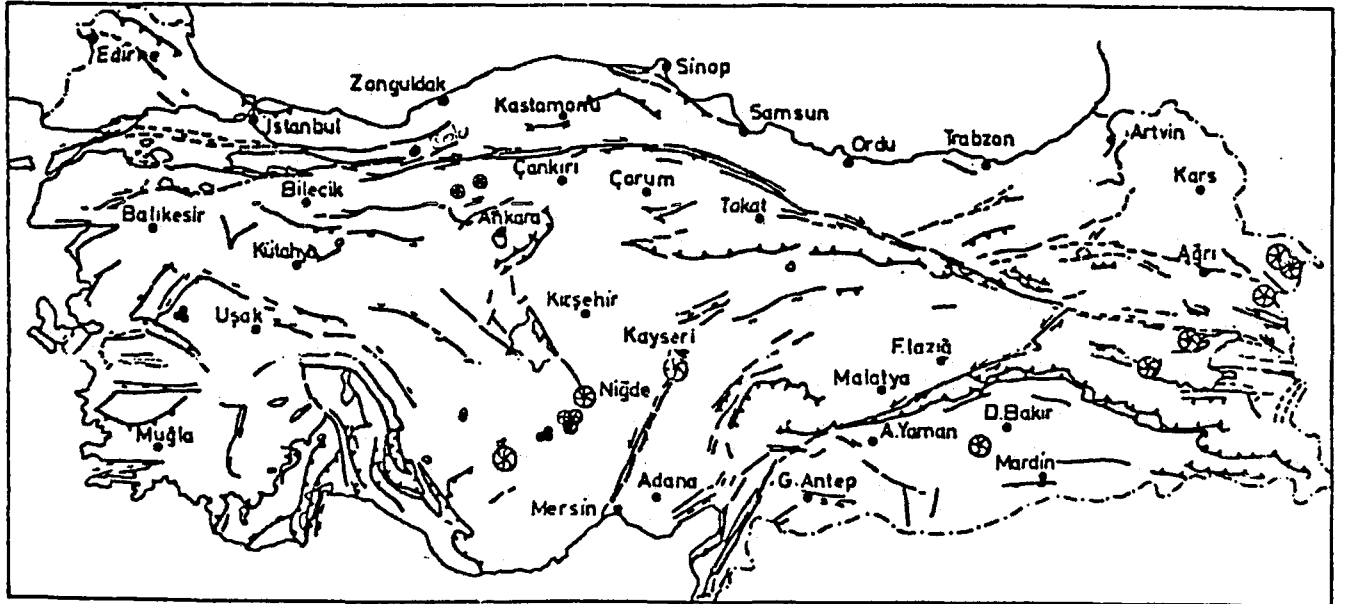 Edirne
İstanbul
Zonguldak
Kastamonu
Sinop
Samsun
Ordu
Trabzon
Artvin
Kars
Bolu
Çankırı
Çorum
Tokat
Bilecik
Balıkesir
Ankara
Kütahya
Ağrı
Uşak
Kırşehir
Kayseri
Elazığ
Malatya
Niğde
Muğla
D.Bakır
A.Yaman
Mardin
Adana
G.Antep
Mersin